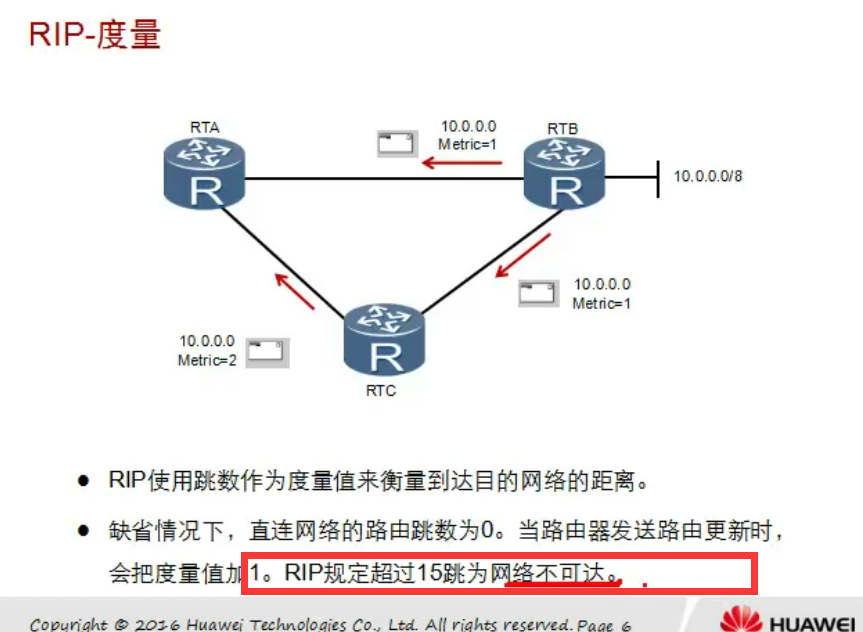 RIP-度量
RTA
10.0.0.0
Metric=1
RTB
10.0.0.0/8
10.0.0.0
Metric=1
10.0.0.0
Metric=2
RTC
R
R
R
● RIP使用跳数作为度量值来衡量到达目的网络的距离。
● 缺省情况下，直连网络的路由跳数为0。当路由器发送路由更新时，
会把度量值加1。RIP规定超过15跳为网络不可达。
Copyright © 2016 Huawei Technologies Co., Ltd. All rights reserved. Page 6
HUAWEI